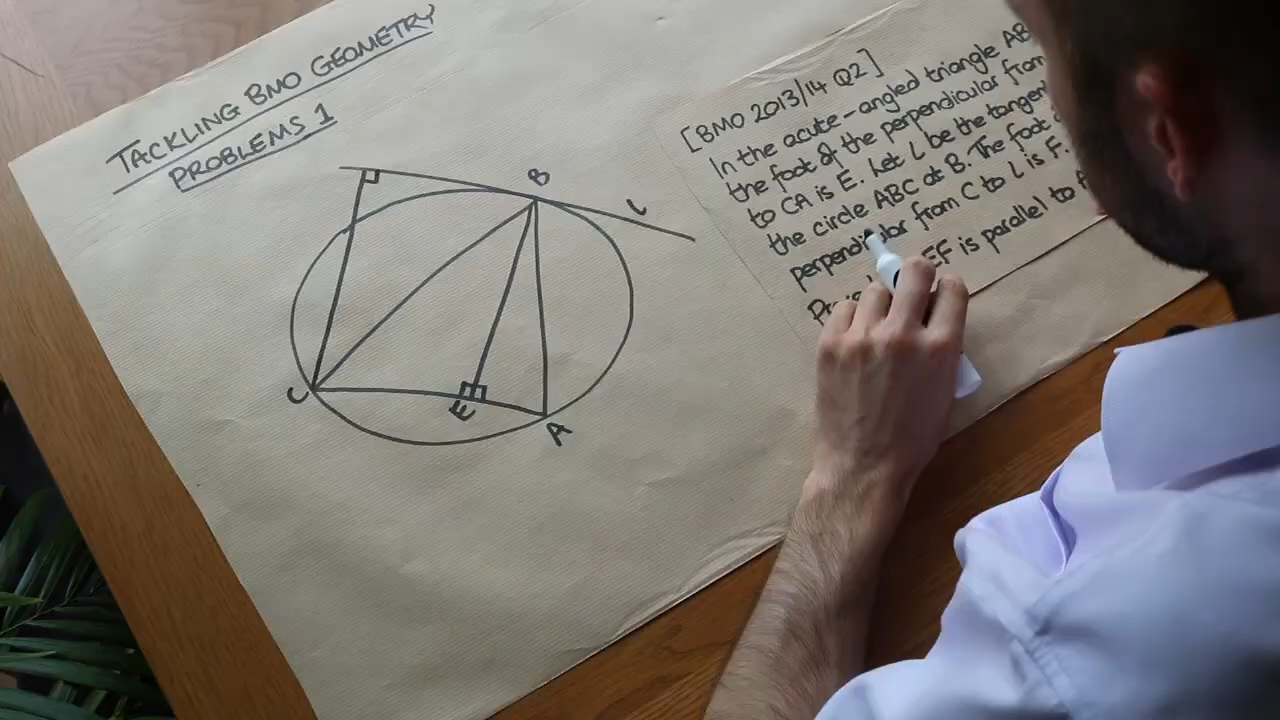 TACKLING BMO GEOMETRY
PROBLEMS 1
[BMO 2013/14 Q2]
In the acute-angled triangle AB
the foot of the perpendicular from
to CA is E. Let l be the tangent
the circle ABC at B. The foot
perpendicular from C to l is F.
EF is parallel to
B
l
C
E
A